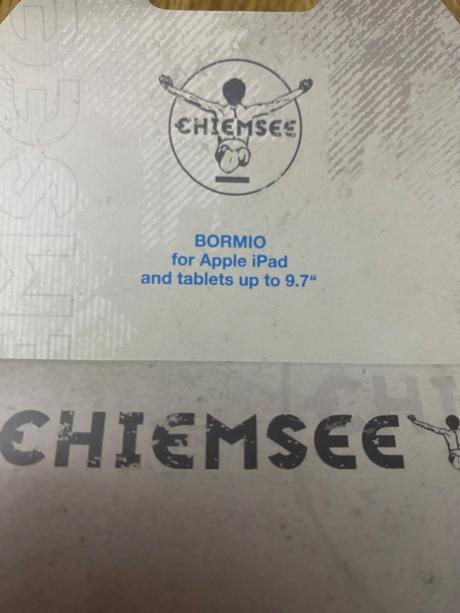 CHIEMSEE
BORMIO
for Apple iPad
and tablets up to 9.7“
CHIEMSEE